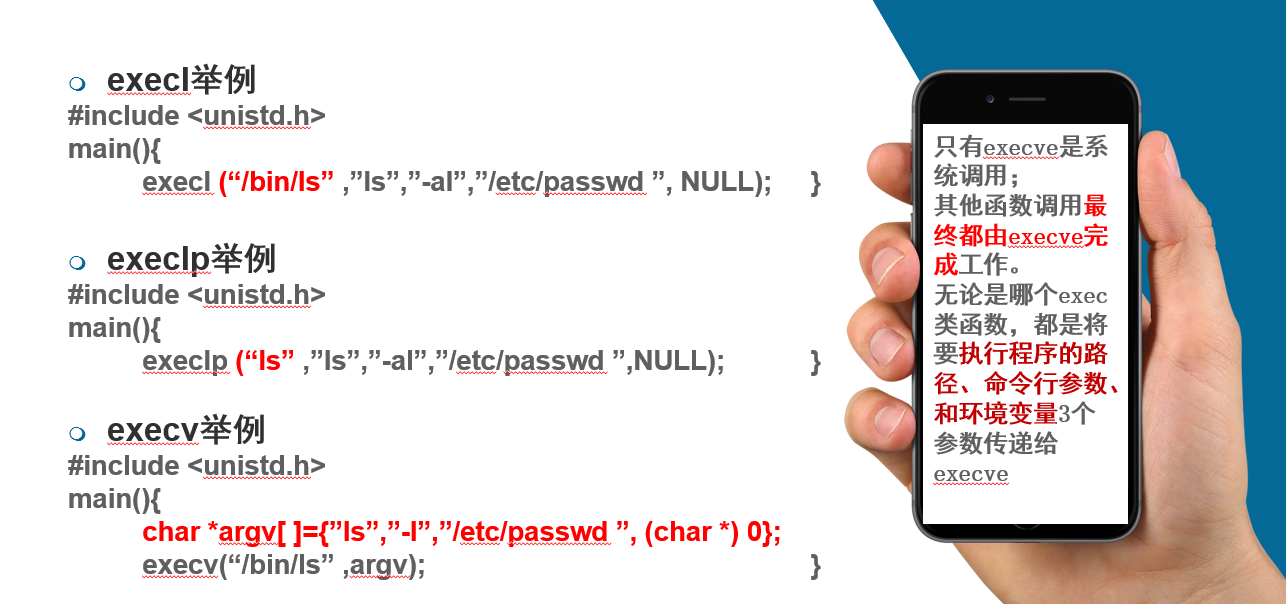 execl举例
#include <unistd.h>
main(){
execl (“/bin/ls” ,”ls”,”-al”,”/etc/passwd ”, NULL); }
execlp举例
#include <unistd.h>
main(){
execlp (“ls” ,”ls”,”-al”,”/etc/passwd ”,NULL); }
execv举例
#include <unistd.h>
main(){
char *argv[ ]={”ls”,”-l”,”/etc/passwd ”, (char *) 0};
execv(“/bin/ls” ,argv); }
只有execve是系
统调用；
其他函数调用最
终都由execve完
成工作。
无论是哪个exec
类函数，都是将
要执行程序的路
径、命令行参数、
和环境变量3个
参数传递给
execve